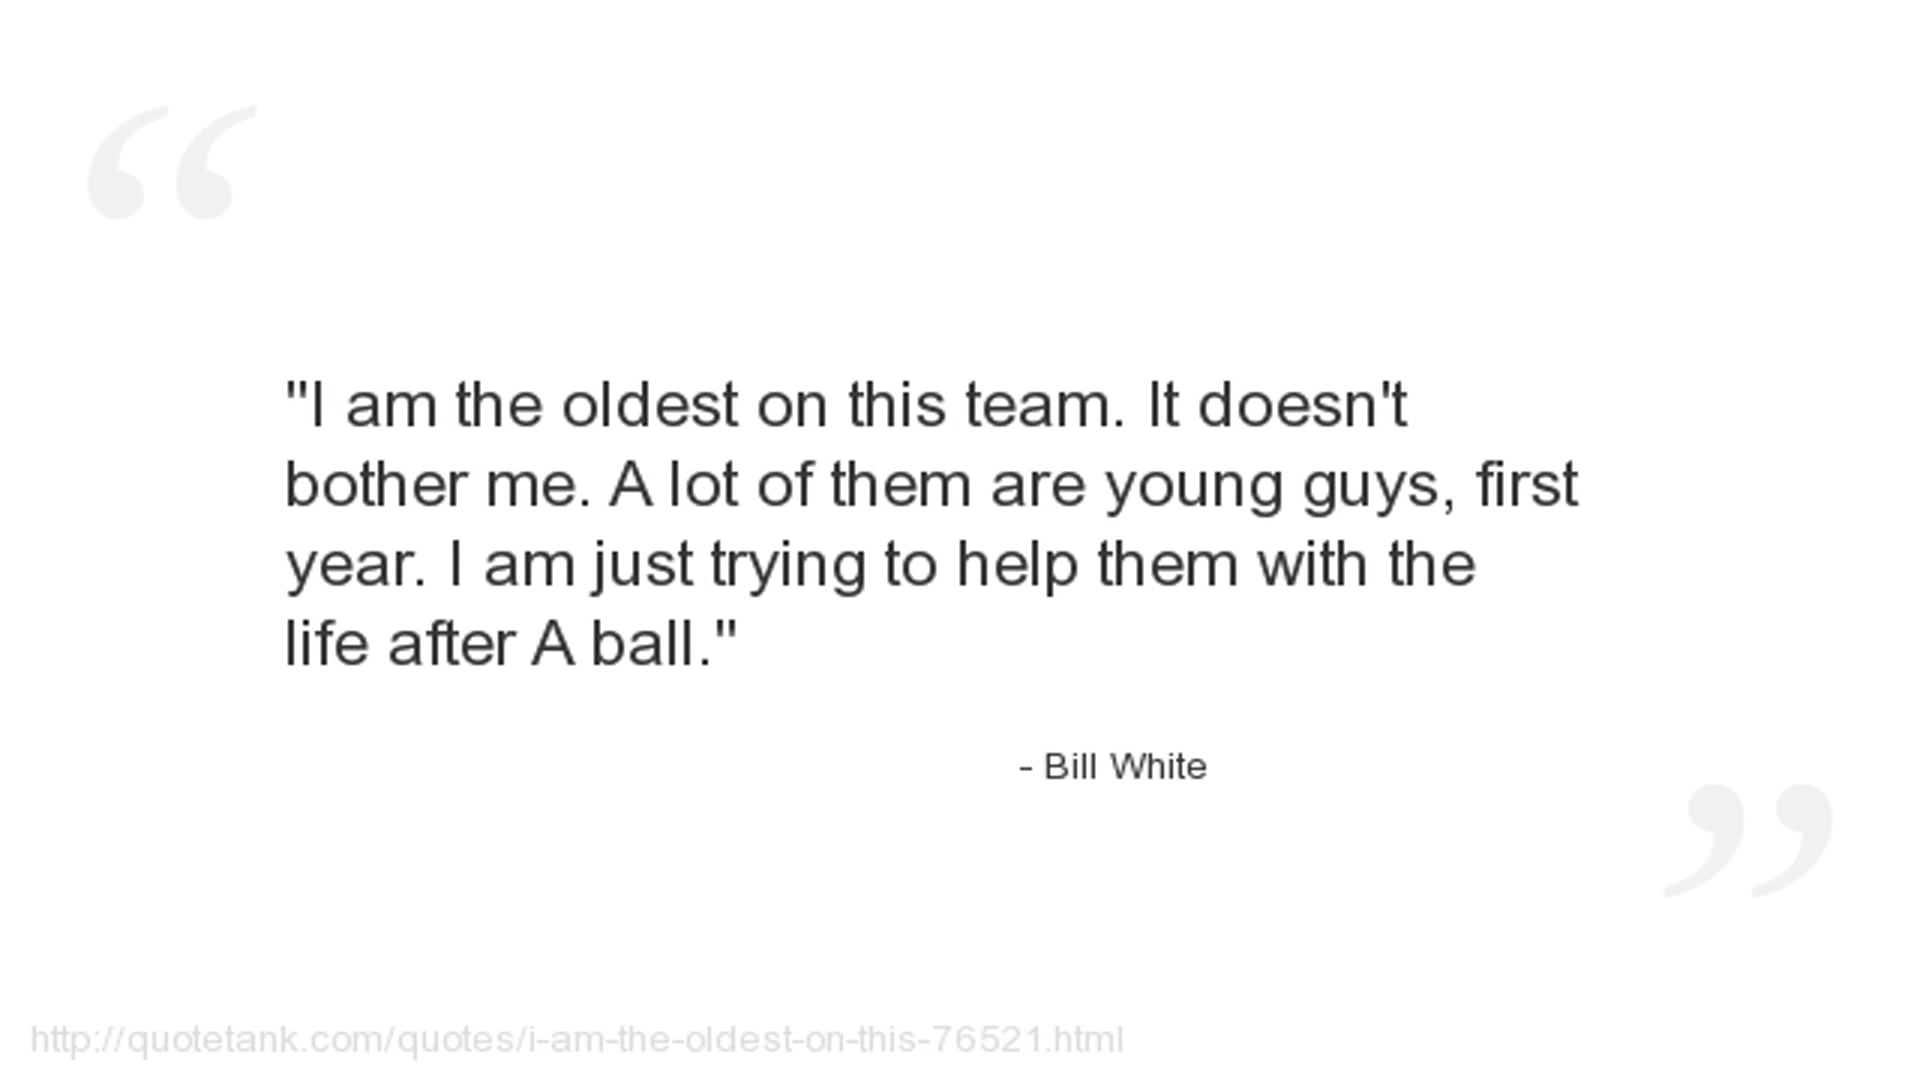 "I am the oldest on this team. It doesn't
bother me. A lot of them are young guys, first
year. I am just trying to help them with the
life after A ball."
- Bill White
http://quotetank.com/quotes/i-am-the-oldest-on-this-76521.html